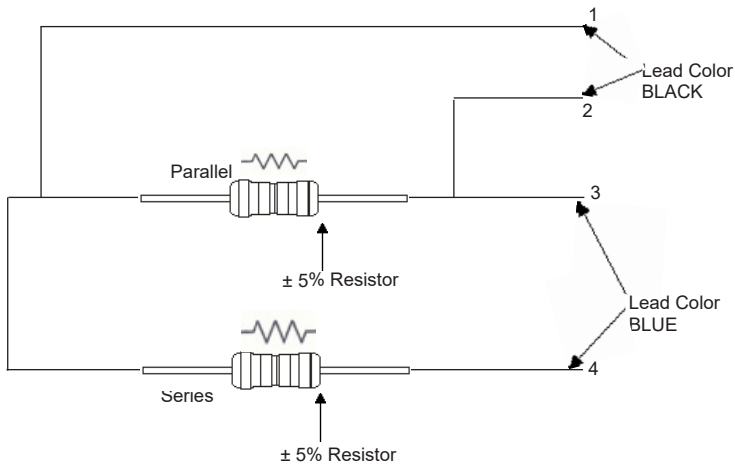 1
Lead Color
BLACK
2
Parallel
3
± 5% Resistor
Lead Color
BLUE
4
Series
± 5% Resistor